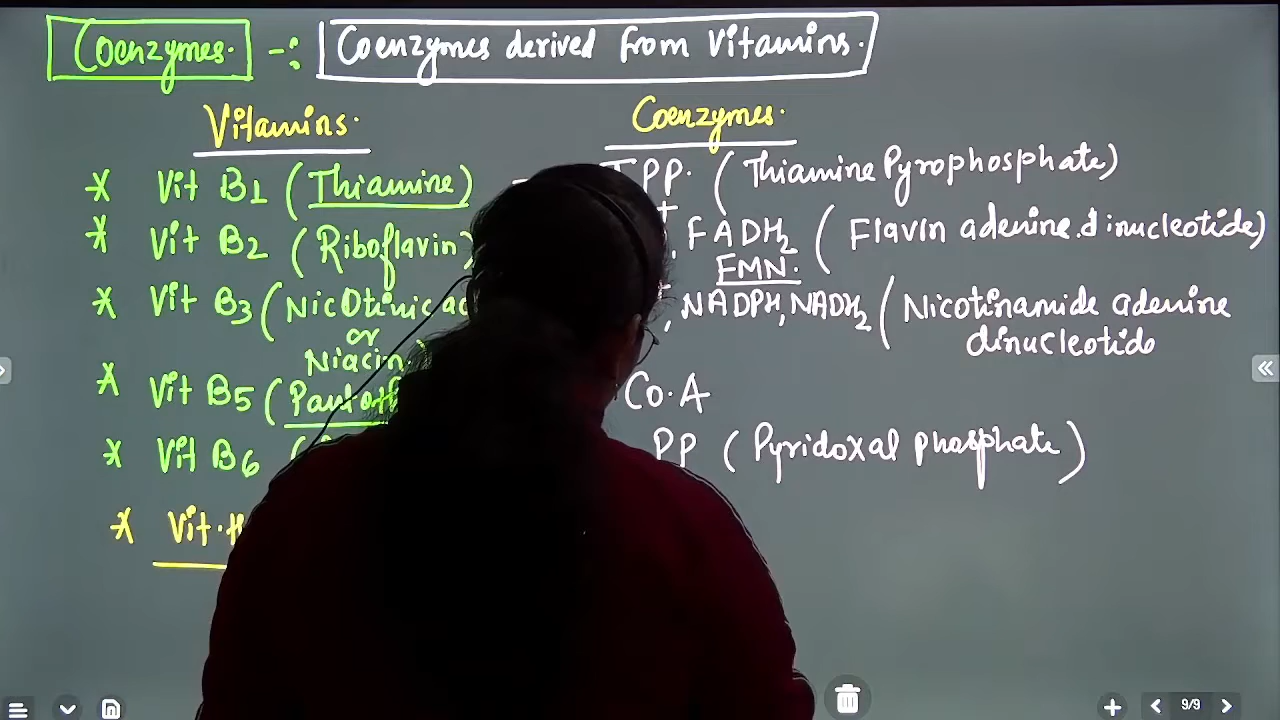 Coenzymes. -: Coenzymes derived from Vitamins.
Vitamins. Coenzymes.
* Vit B1 (Thiamine) TPP. (Thiamine Pyrophosphate)
* Vit B2 (Riboflavin) , FADH2 (Flavin adenine.dinucleotide)
FMN.
* Vit B3 (Nicotinic , NADPH, NADH2 (Nicotinamide adenine
or dinucleotide
Niacin.
* Vit B5 ( Co.A
* Vit B6 ( PP (Pyridoxal phosphate)
* Vit.
9/9